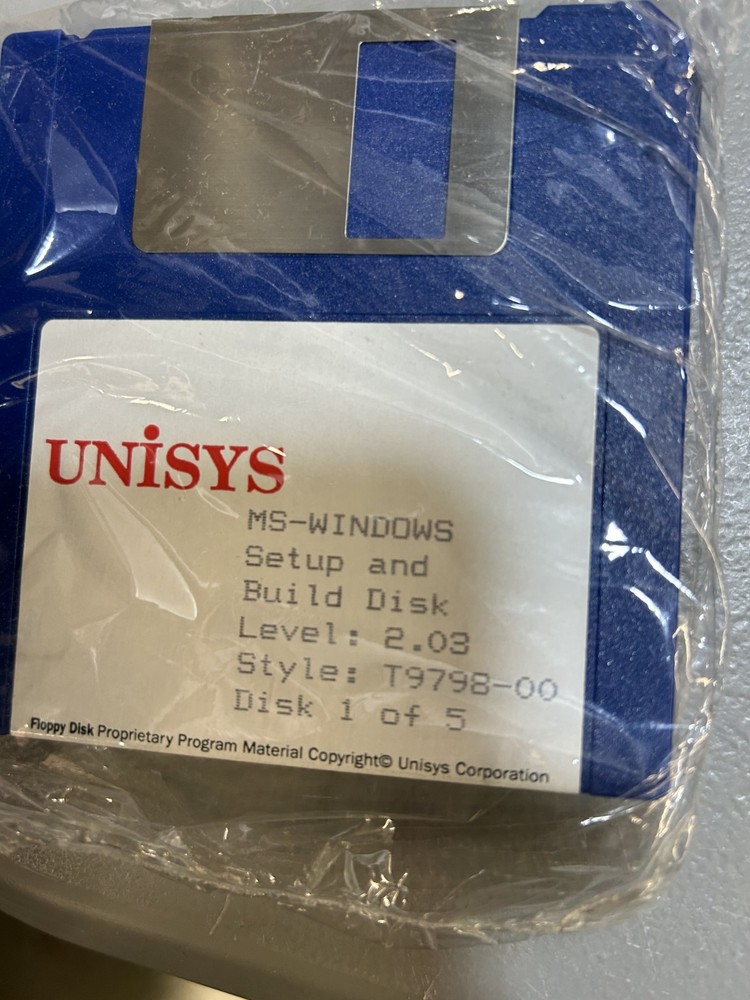 UNiSYS
MS-WINDOWS
Setup and
Build Disk
Level: 2.03
Style: T9798-00
Disk 1 of 5
Floppy Disk Proprietary Program Material Copyright© Unisys Corporation